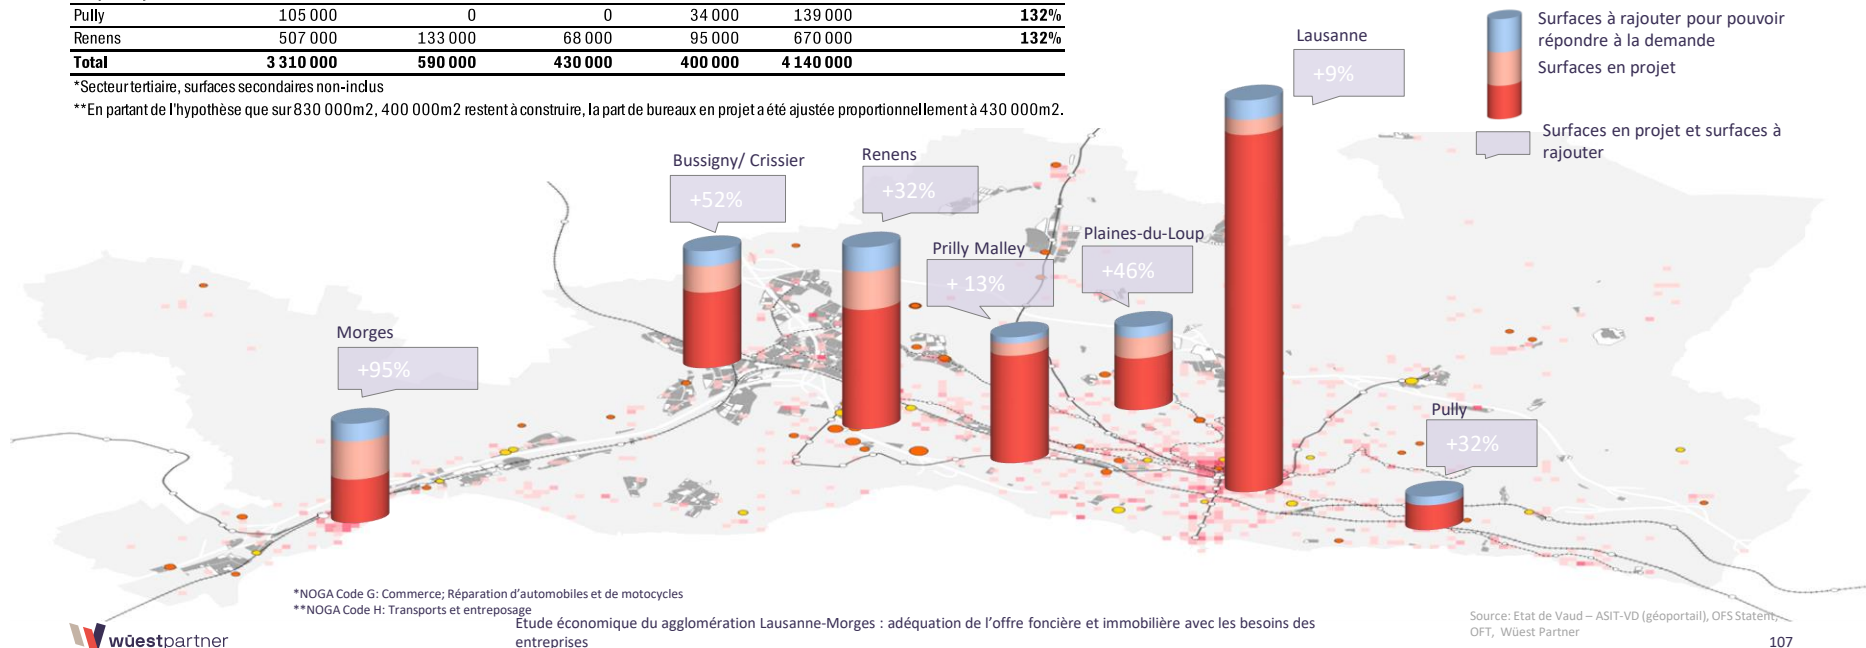 Pully 105 000 0 0 34 000 139 000 132%
Renens 507 000 133 000 68 000 95 000 670 000 132%
Total 3 310 000 590 000 430 000 400 000 4 140 000
*Secteur tertiaire, surfaces secondaires non-inclus
**En partant de l'hypothèse que sur 830 000m2, 400 000m2 restent à construire, la part de bureaux en projet a été ajustée proportionnellement à 430 000m2.
Surfaces à rajouter pour pouvoir
répondre à la demande
Surfaces en projet
Surfaces en projet et surfaces à
rajouter
Lausanne
+9%
Bussigny/ Crissier
+52%
Renens
+32%
Prilly Malley
+ 13%
Plaines-du-Loup
+46%
Morges
+95%
Pully
+32%
*NOGA Code G: Commerce; Réparation d'automobiles et de motocycles
**NOGA Code H: Transports et entreposage
wüestpartner
Etude économique du agglomération Lausanne-Morges : adéquation de l'offre foncière et immobilière avec les besoins des
entreprises
Source: Etat de Vaud – ASIT-VD (géoportail), OFS Statent,
OFT, Wüest Partner
107